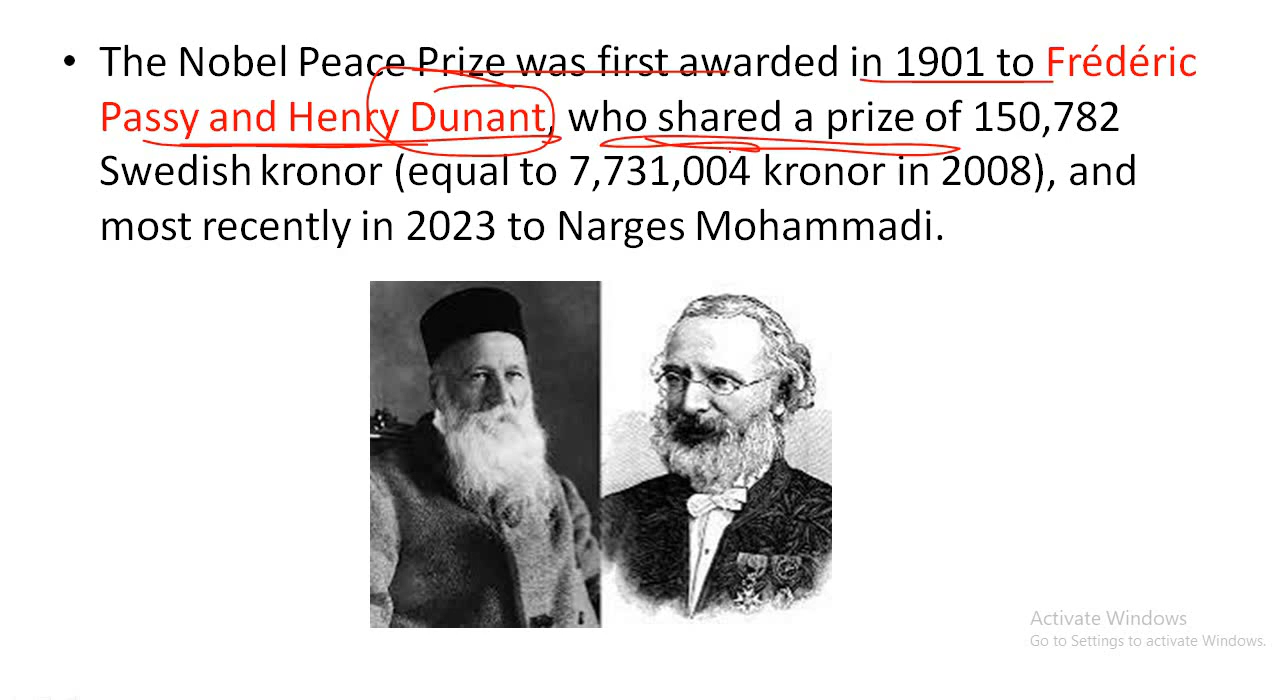 • The Nobel Peace Prize was first awarded in 1901 to Frédéric
Passy and Henry Dunant, who shared a prize of 150,782
Swedish kronor (equal to 7,731,004 kronor in 2008), and
most recently in 2023 to Narges Mohammadi.
Activate Windows
Go to Settings to activate Windows.